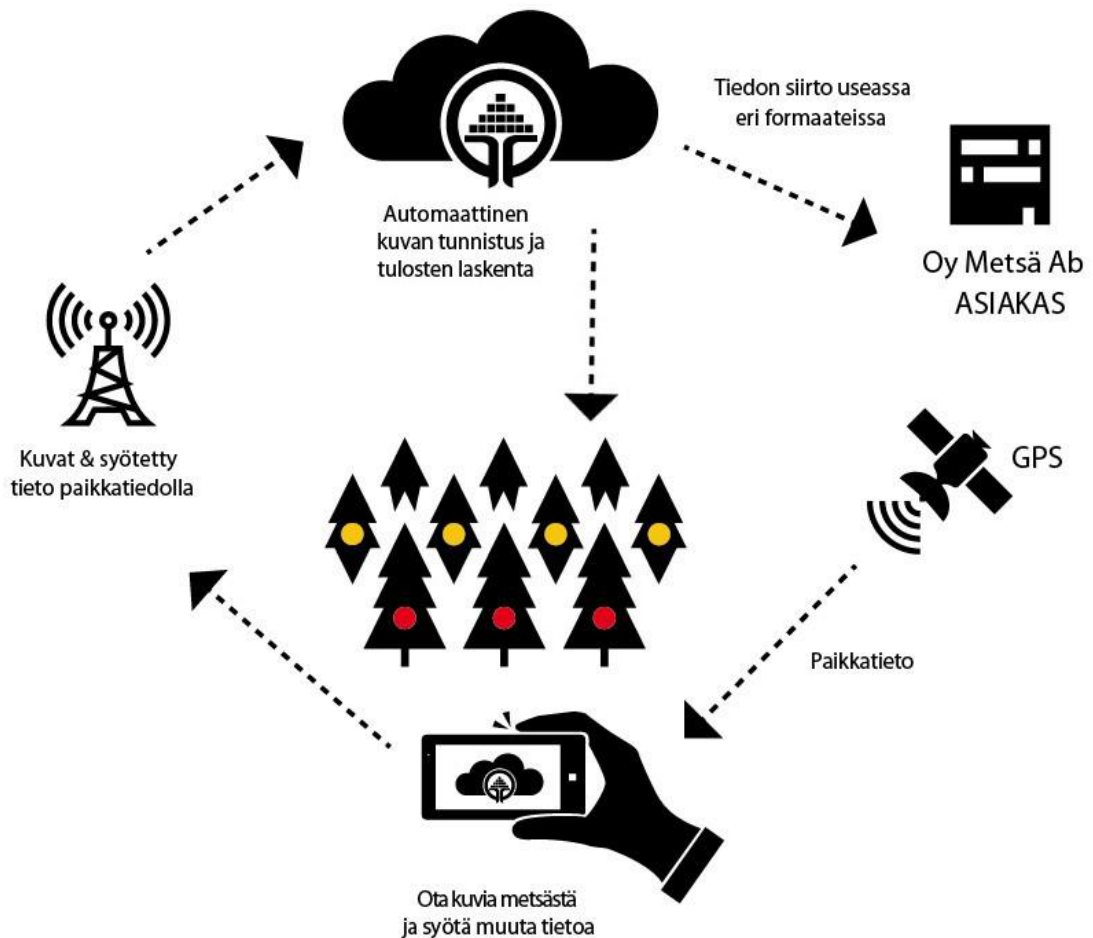 Tiedon siirto useassa
eri formaateissa
Automaattinen
kuvan tunnistus ja
tulosten laskenta
Oy Metsä Ab
ASIAKAS
Kuvat & syötetty
tieto paikkatiedolla
GPS
Paikkatieto
Ota kuvia metsästä
ja syötä muuta tietoa